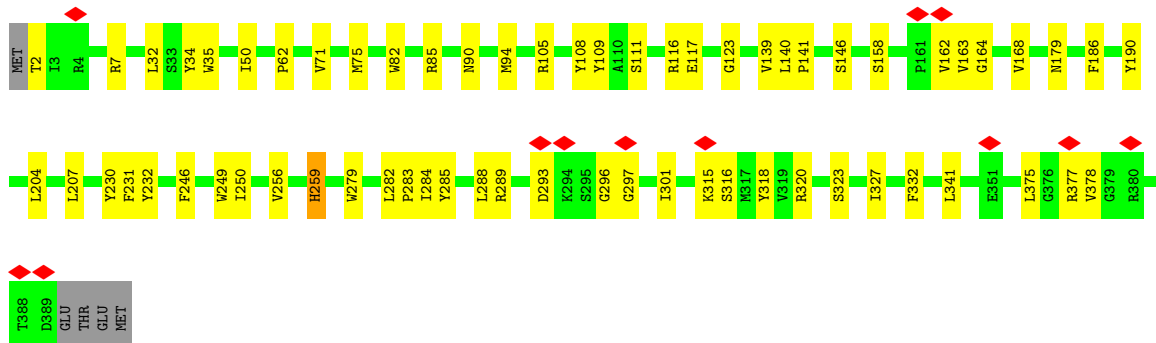 MET T2 I3 R4 R7 L32 S33 Y34 W35 I50 P62 V71 M75 W82 R85 N90 M94 R105 Y108 Y109 A110 S111 R116 E117 G123 V139 L140 P141 S146 S158 P161 V162 V163 G164 V168 N179 F186 Y190
L204 L207 Y230 F231 Y232 F246 W249 I250 V256 H259 W279 L282 P283 I284 Y285 L288 R289 D293 K294 S295 G296 G297 I301 K315 S316 M317 Y318 V319 R320 S323 I327 F332 L341 E351 L375 G376 R377 V378 G379 R380
T388 D389 GLU THR GLU MET